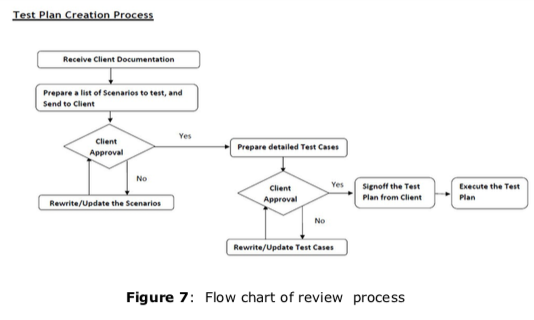 Test Plan Creation Process
Receive Client Documentation
Prepare a list of Scenarios to test, and
Send to Client
Client
Approval
Yes
No
Rewrite/Update the Scenarios
Prepare detailed Test Cases
Client
Approval
Yes
No
Rewrite/Update Test Cases
Signoff the Test
Plan from Client
Execute the Test
Plan
Figure 7: Flow chart of review process